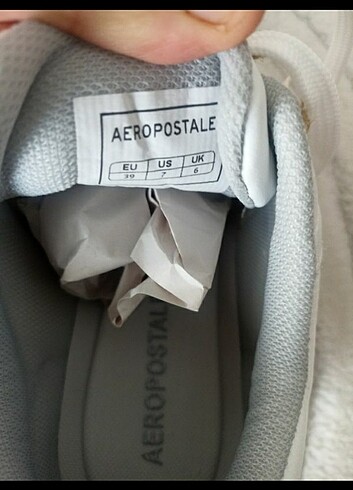 AEROPOSTALE
EU US UK
39 7 6
AEROPOSTALE